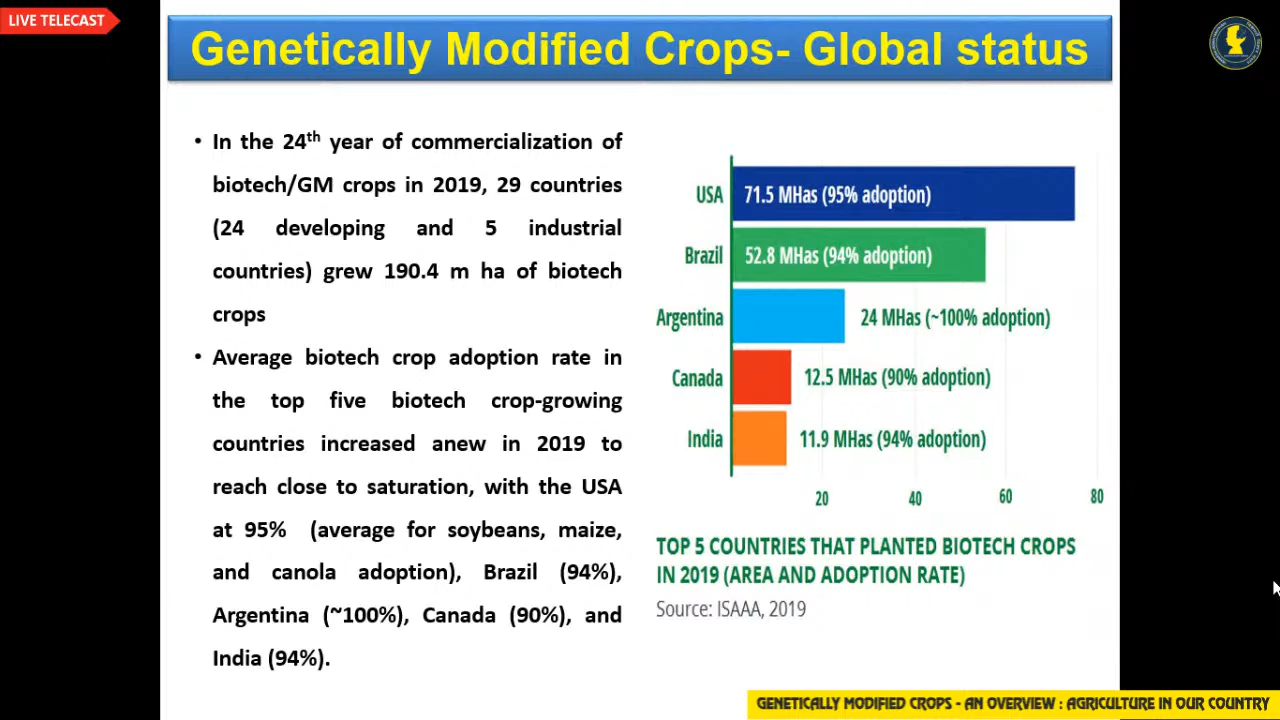 LIVE TELECAST
Genetically Modified Crops- Global status
• In the 24th year of commercialization of
biotech/GM crops in 2019, 29 countries
(24 developing and 5 industrial
countries) grew 190.4 m ha of biotech
crops
• Average biotech crop adoption rate in
the top five biotech crop-growing
countries increased anew in 2019 to
reach close to saturation, with the USA
at 95% (average for soybeans, maize,
and canola adoption), Brazil (94%),
Argentina (~100%), Canada (90%), and
India (94%).
USA 71.5 MHas (95% adoption)
Brazil 52.8 MHas (94% adoption)
Argentina 24 MHas (~100% adoption)
Canada 12.5 MHas (90% adoption)
India 11.9 MHas (94% adoption)
20 40 60 80
TOP 5 COUNTRIES THAT PLANTED BIOTECH CROPS
IN 2019 (AREA AND ADOPTION RATE)
Source: ISAAA, 2019
GENETICALLY MODIFIED CROPS - AN OVERVIEW : AGRICULTURE IN OUR COUNTRY